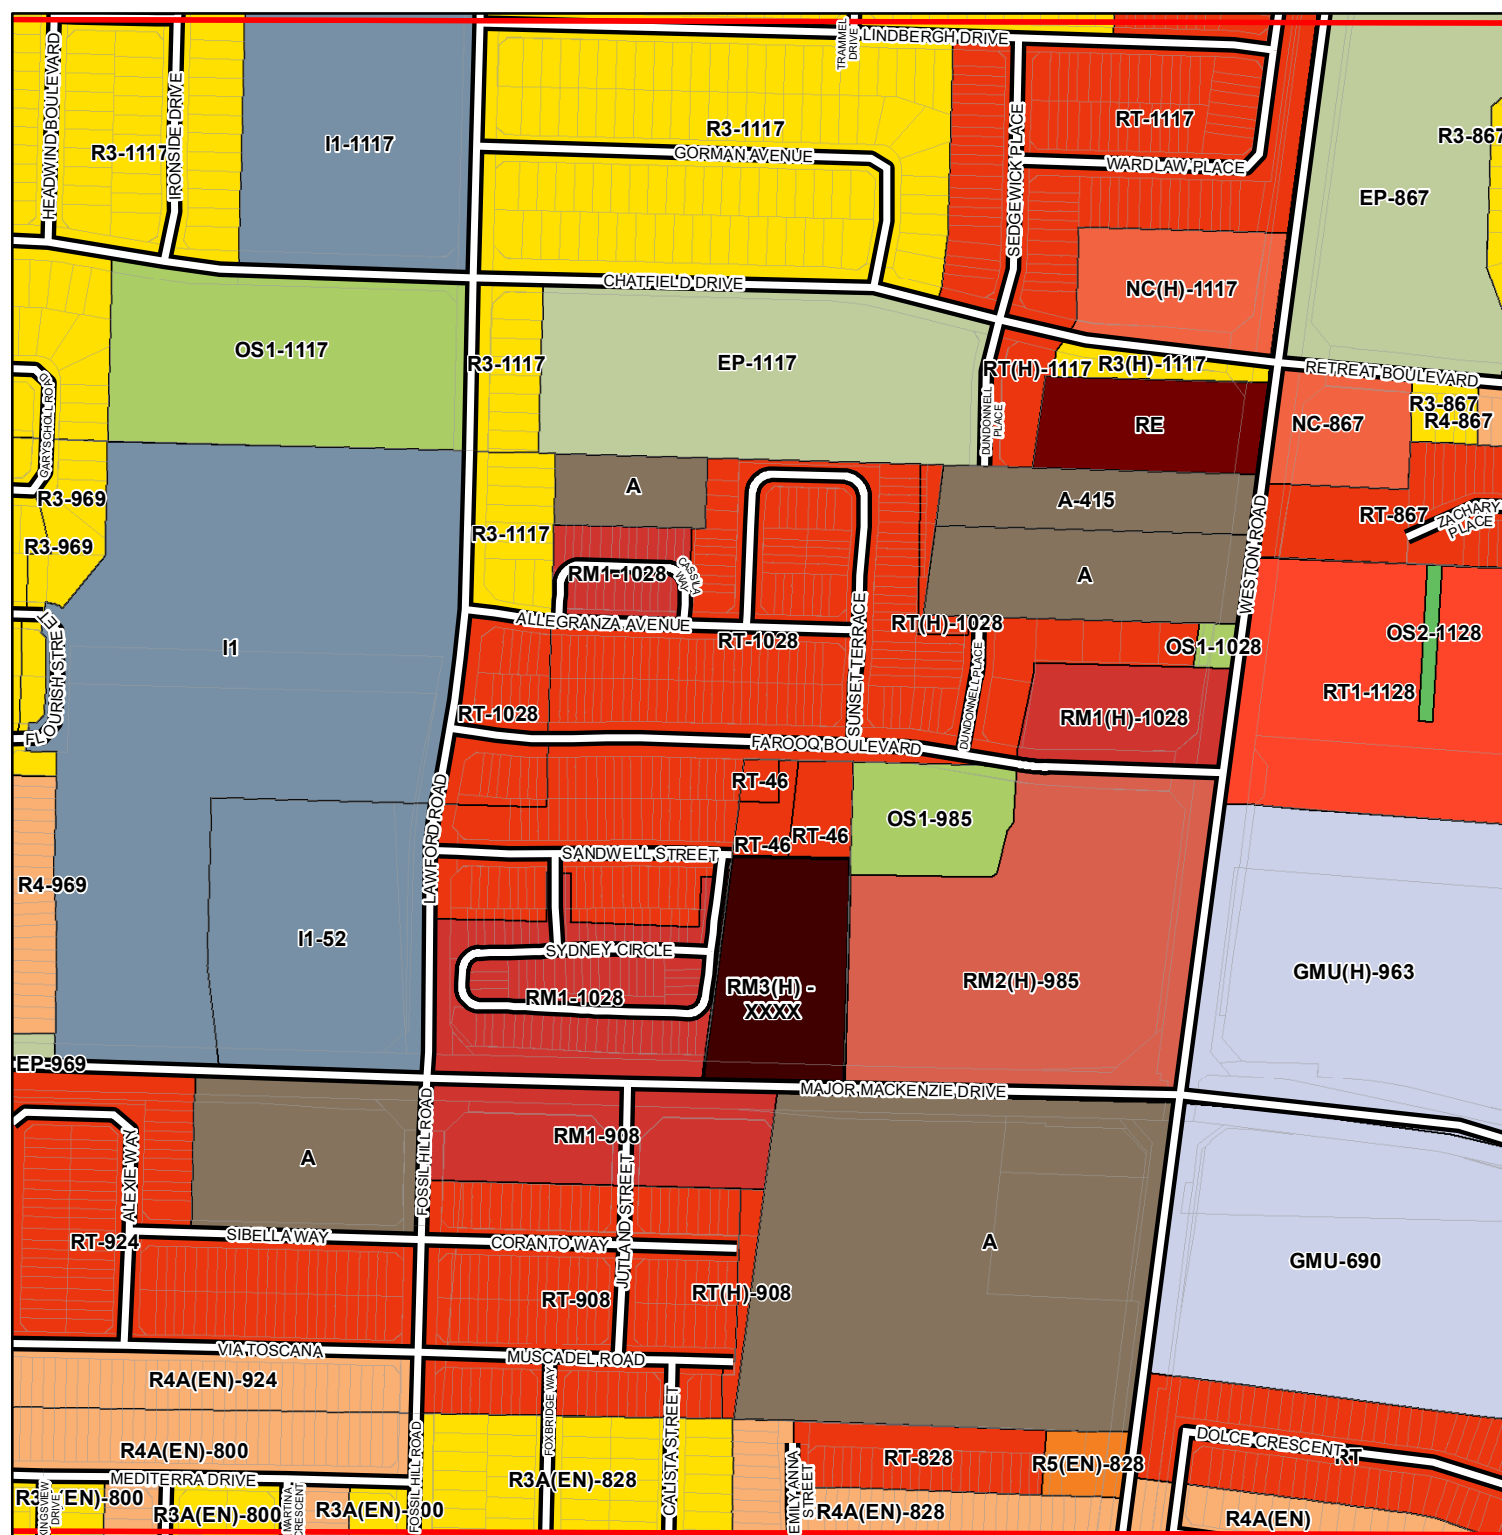 TRAMMEL
DRIVE
LINDBERGH DRIVE
HEADWIND BOULEVARD
IRONSIDE DRIVE
R3-1117
I1-1117
R3-1117
GORMAN AVENUE
SEDGEWICK PLACE
RT-1117
WARDLAW PLACE
R3-867
EP-867
CHATFIELD DRIVE
NC(H)-1117
OS1-1117
R3-1117
EP-1117
RT(H)-1117
R3(H)-1117
RETREAT BOULEVARD
GARYSCHOLL ROAD
DUNDONNELL
PLACE
RE
NC-867
R3-867
R4-867
R3-969
A
A-415
WESTON ROAD
RT-867
ZACHARY
PLACE
R3-969
R3-1117
RM1-1028
CASSILA
WAY
A
ALLEGRANZA AVENUE
RT-1028
SUNSET TERRACE
RT(H)-1028
OS1-1028
OS2-1128
I1
FLOURISH STREET
RT-1028
DUNDONNELL PLACE
RM1(H)-1028
RT1-1128
FAROOQ BOULEVARD
RT-46
LAWFORD ROAD
OS1-985
RT-46
RT-46
SANDWELL STREET
R4-969
I1-52
SYDNEY CIRCLE
RM1-1028
RM3(H) -
XXXX
RM2(H)-985
GMU(H)-963
EP-969
MAJOR MACKENZIE DRIVE
FOSSIL HILL ROAD
RM1-908
ALEXIE WAY
A
JUTLAND STREET
RT-924
SIBELLA WAY
CORANTO WAY
A
GMU-690
RT-908
RT(H)-908
VIA TOSCANA
MUSCADEL ROAD
R4A(EN)-924
FOXBRIDGE WAY
CALISTA STREET
FOSSIL HILL ROAD
R4A(EN)-800
DOLCE CRESCENT
RT
RT-828
R5(EN)-828
MEDITERRA DRIVE
R3A(EN)-828
EMILY ANNA
STREET
KINGSVIEW
DRIVE
R3A(EN)-800
MARTINA
CRESCENT
R3A(EN)-800
R4A(EN)-828
R4A(EN)